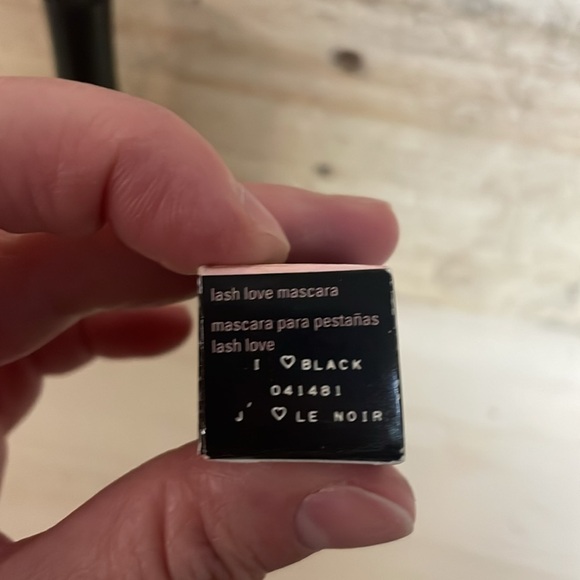 lash love mascara
mascara para pestañas
lash love
I ♡ BLACK
041481
J´ ♡ LE NOIR